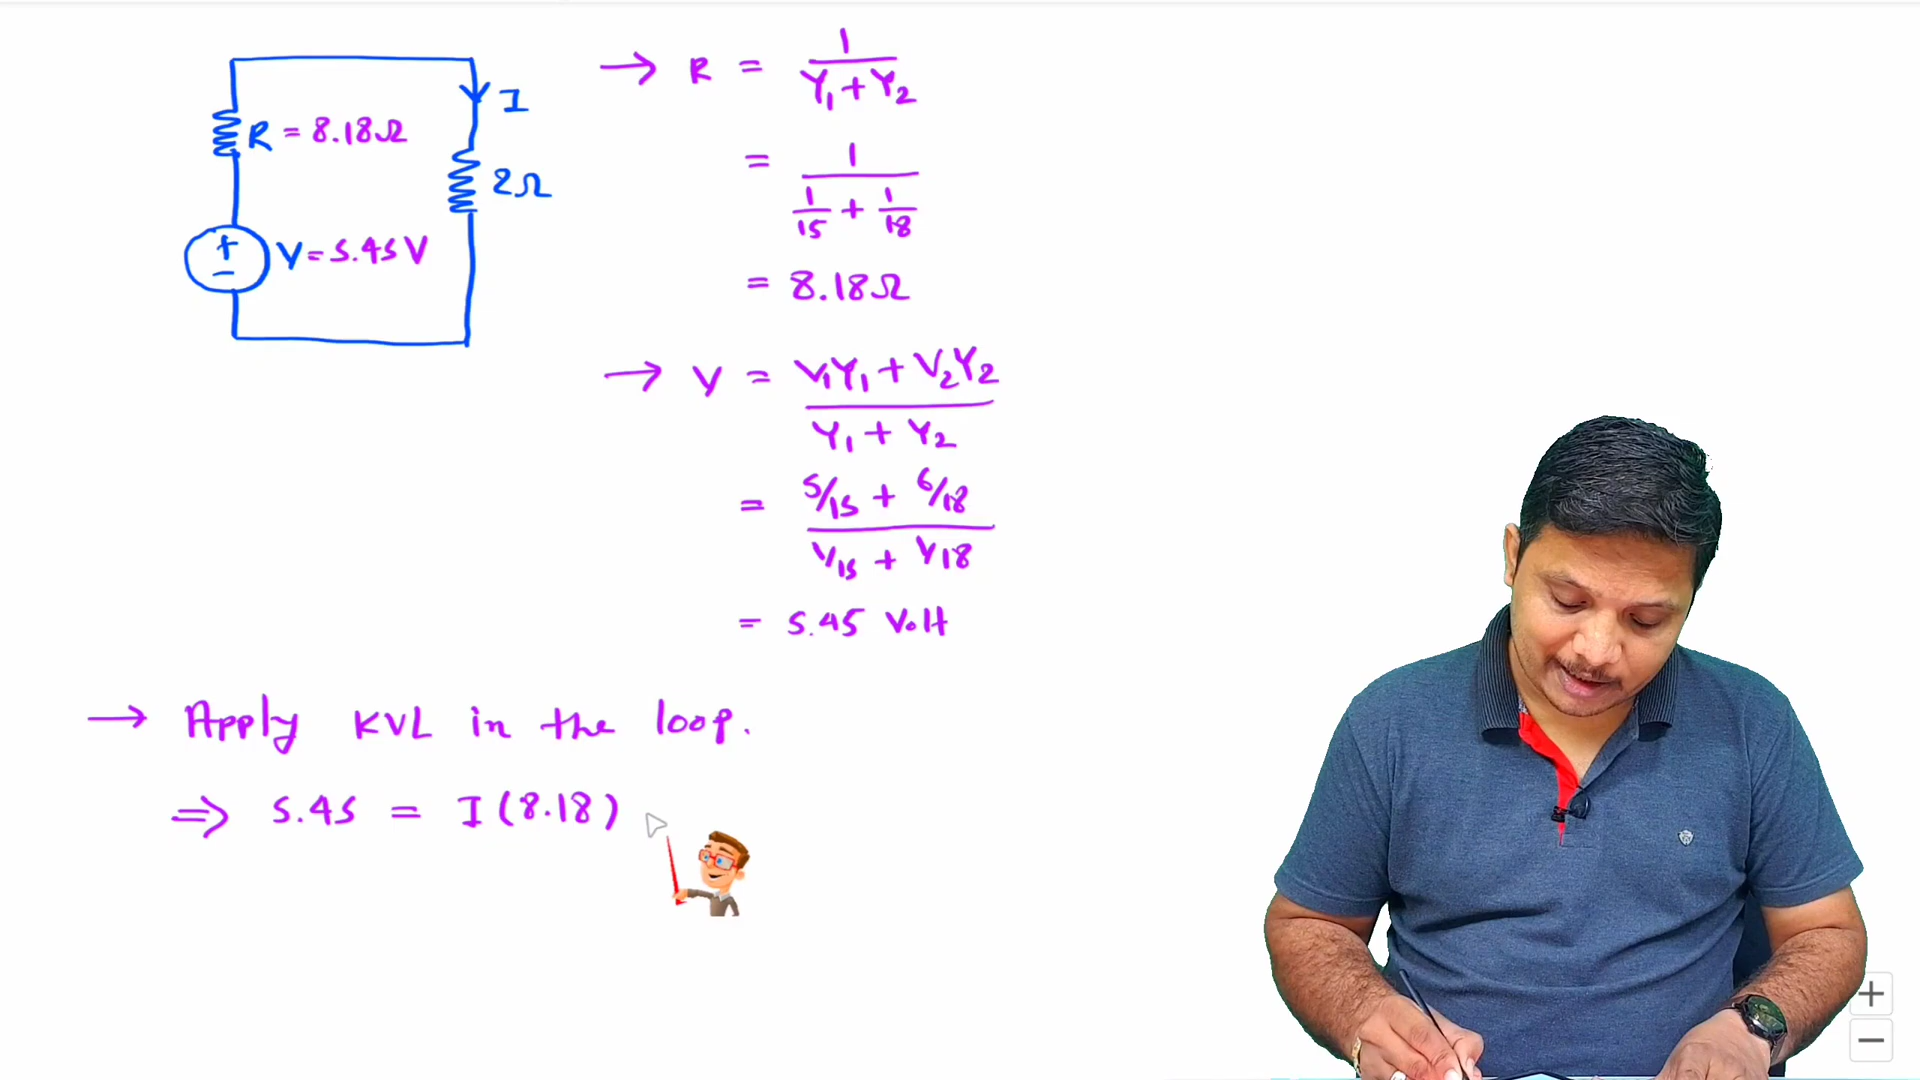 I
R = 8.18Ω
2Ω
+
−
V = 5.45 V
→ R = 1 / Y₁ + Y₂
= 1 / 1/15 + 1/18
= 8.18Ω
→ V = V₁Y₁ + V₂Y₂ / Y₁ + Y₂
= 5/15 + 6/18 / 1/15 + 1/18
= 5.45 Volt
→ Apply KVL in the loop.
⇒ 5.45 = I(8.18)